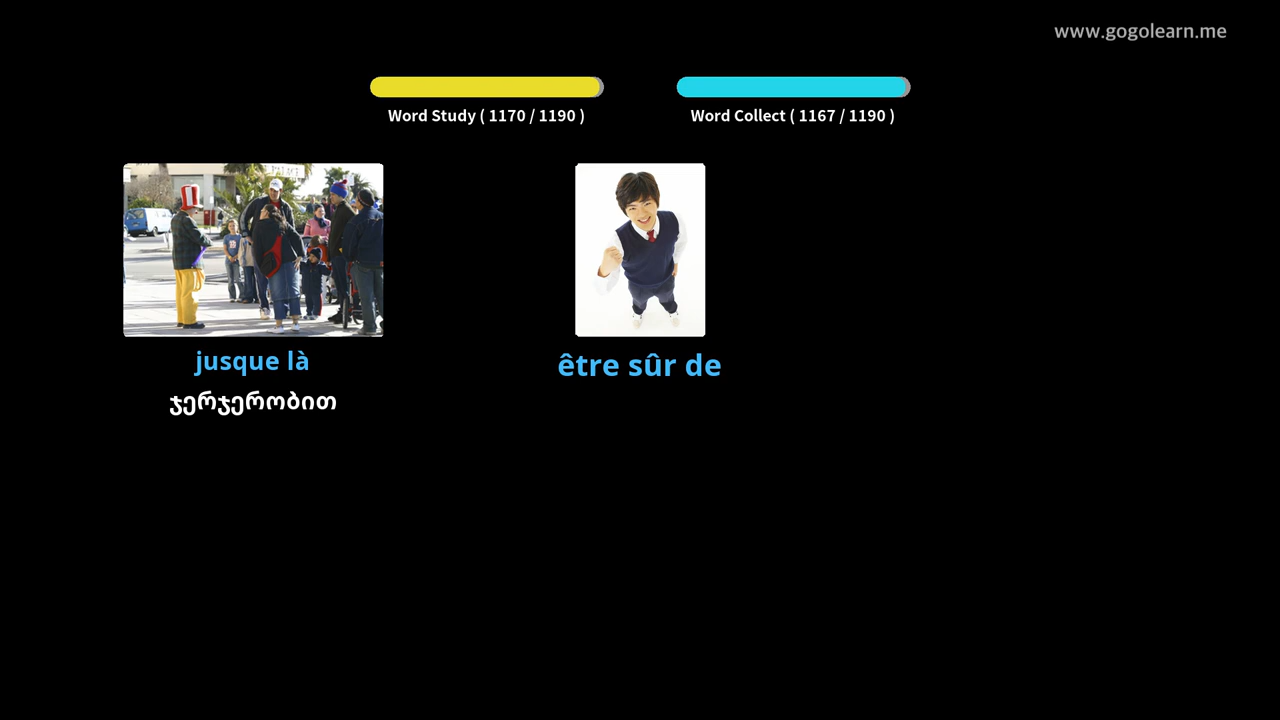 www.gogolearn.me
Word Study ( 1170 / 1190 )
Word Collect ( 1167 / 1190 )
jusque là
ჯერჯერობით
être sûr de